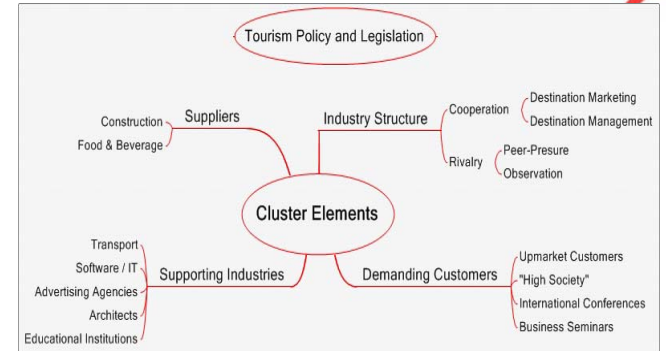 Tourism Policy and Legislation
Suppliers
Construction
Food & Beverage
Industry Structure
Cooperation
Destination Marketing
Destination Management
Rivalry
Peer-Presure
Observation
Cluster Elements
Supporting Industries
Transport
Software / IT
Advertising Agencies
Architects
Educational Institutions
Demanding Customers
Upmarket Customers
"High Society"
International Conferences
Business Seminars